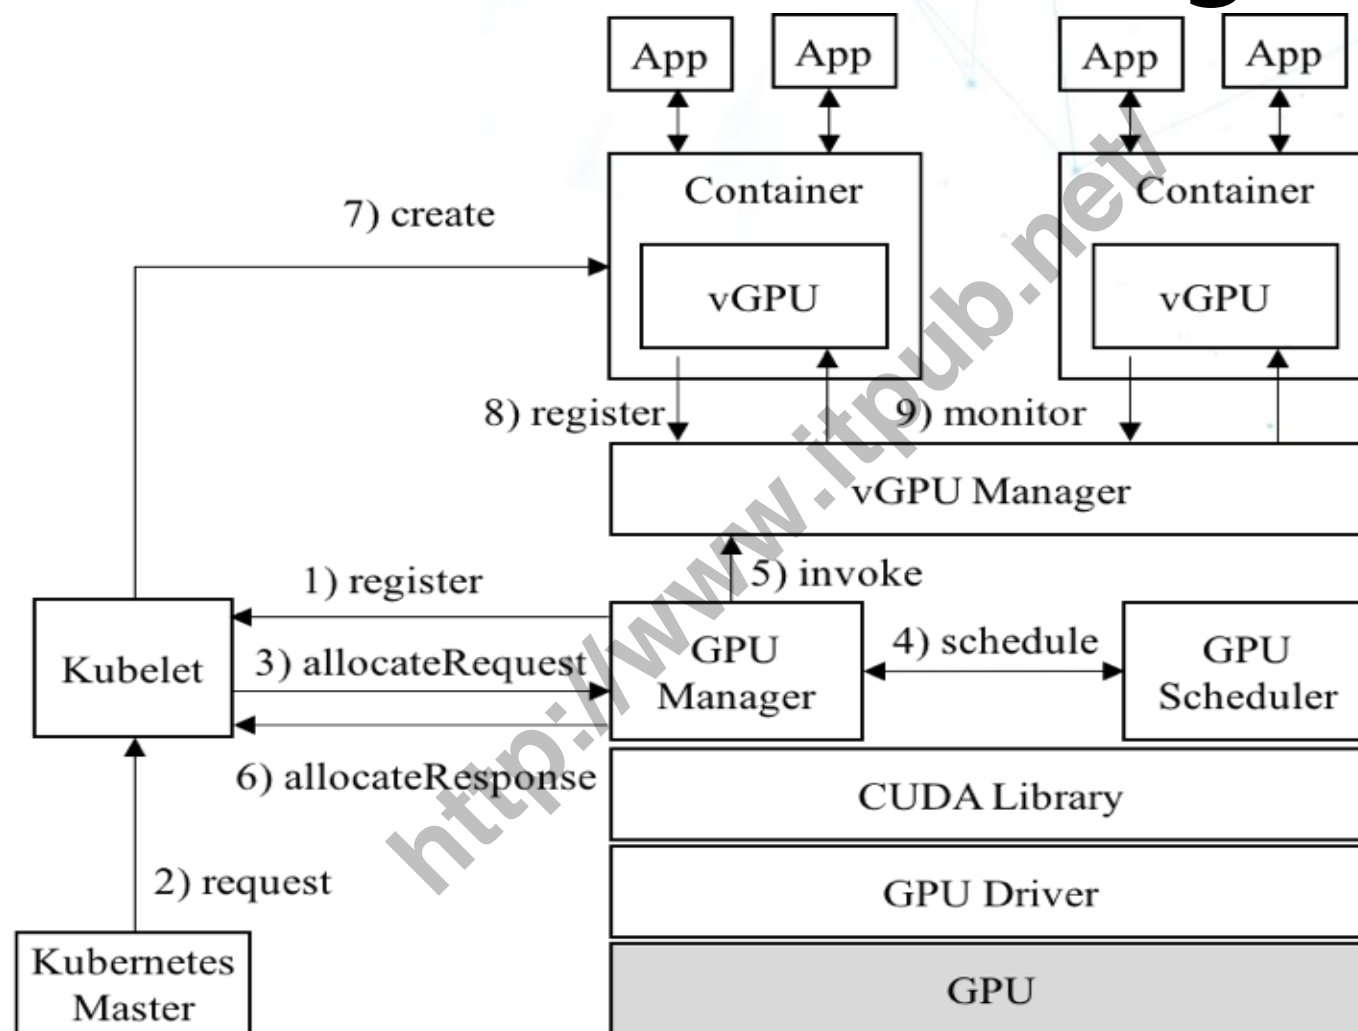 App
App
App
App
Container
Container
7) create
vGPU
vGPU
8) register
9) monitor
vGPU Manager
1) register
5) invoke
Kubelet
3) allocateRequest
GPU
Manager
4) schedule
GPU
Scheduler
6) allocateResponse
CUDA Library
2) request
GPU Driver
Kubernetes
Master
GPU
http://www.itpub.net/